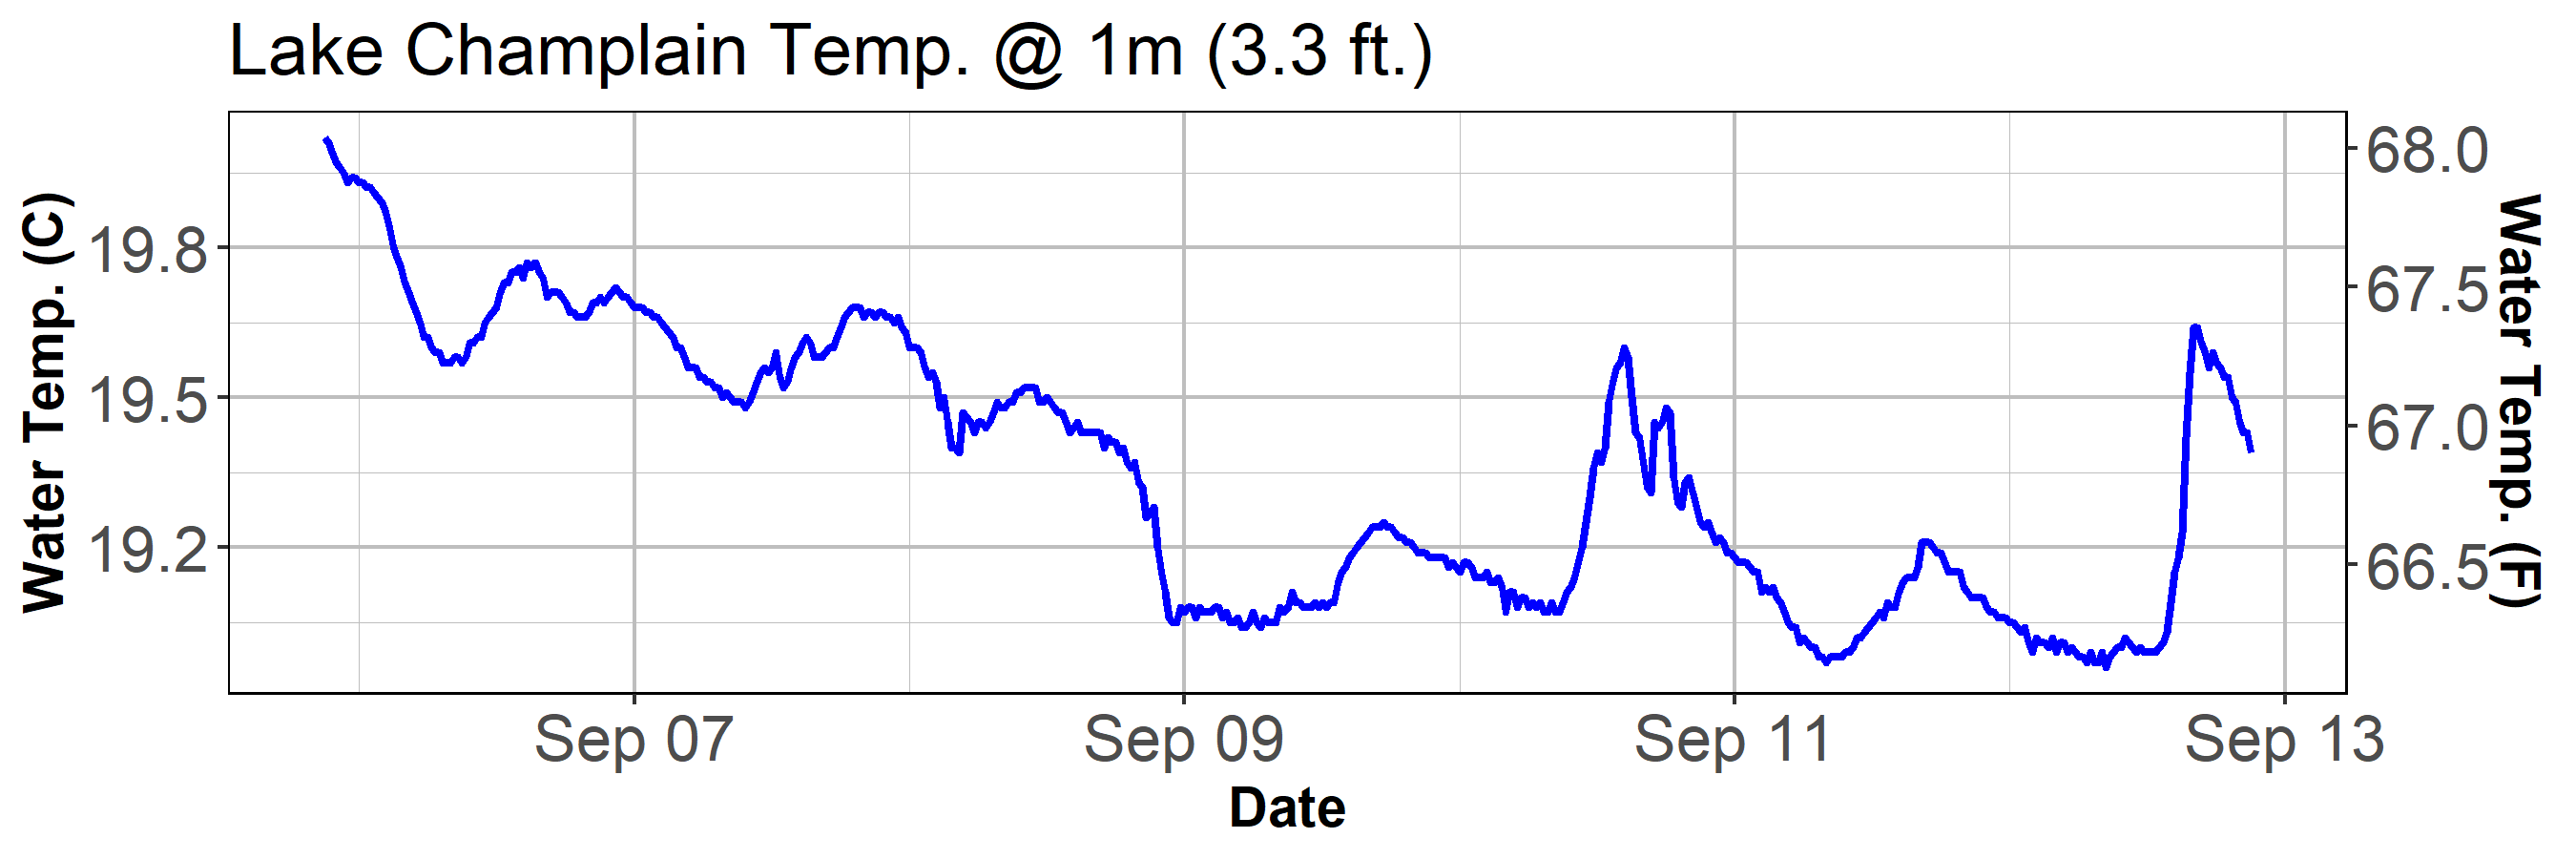 Lake Champlain Temp. @ 1m (3.3 ft.)
Water Temp. (C)
19.8
19.5
19.2
68.0
67.5
67.0
66.5
Water Temp. (F)
Sep 07
Sep 09
Sep 11
Sep 13
Date